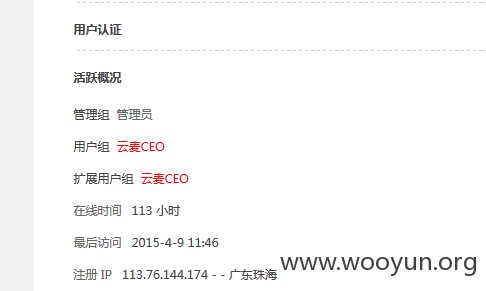 用户认证
活跃概况
管理组 管理员
用户组 云麦CEO
扩展用户组 云麦CEO
在线时间 113 小时
最后访问 2015-4-9 11:46
注册 IP 113.76.144.174 - - 广东珠海
www.wooyun.org